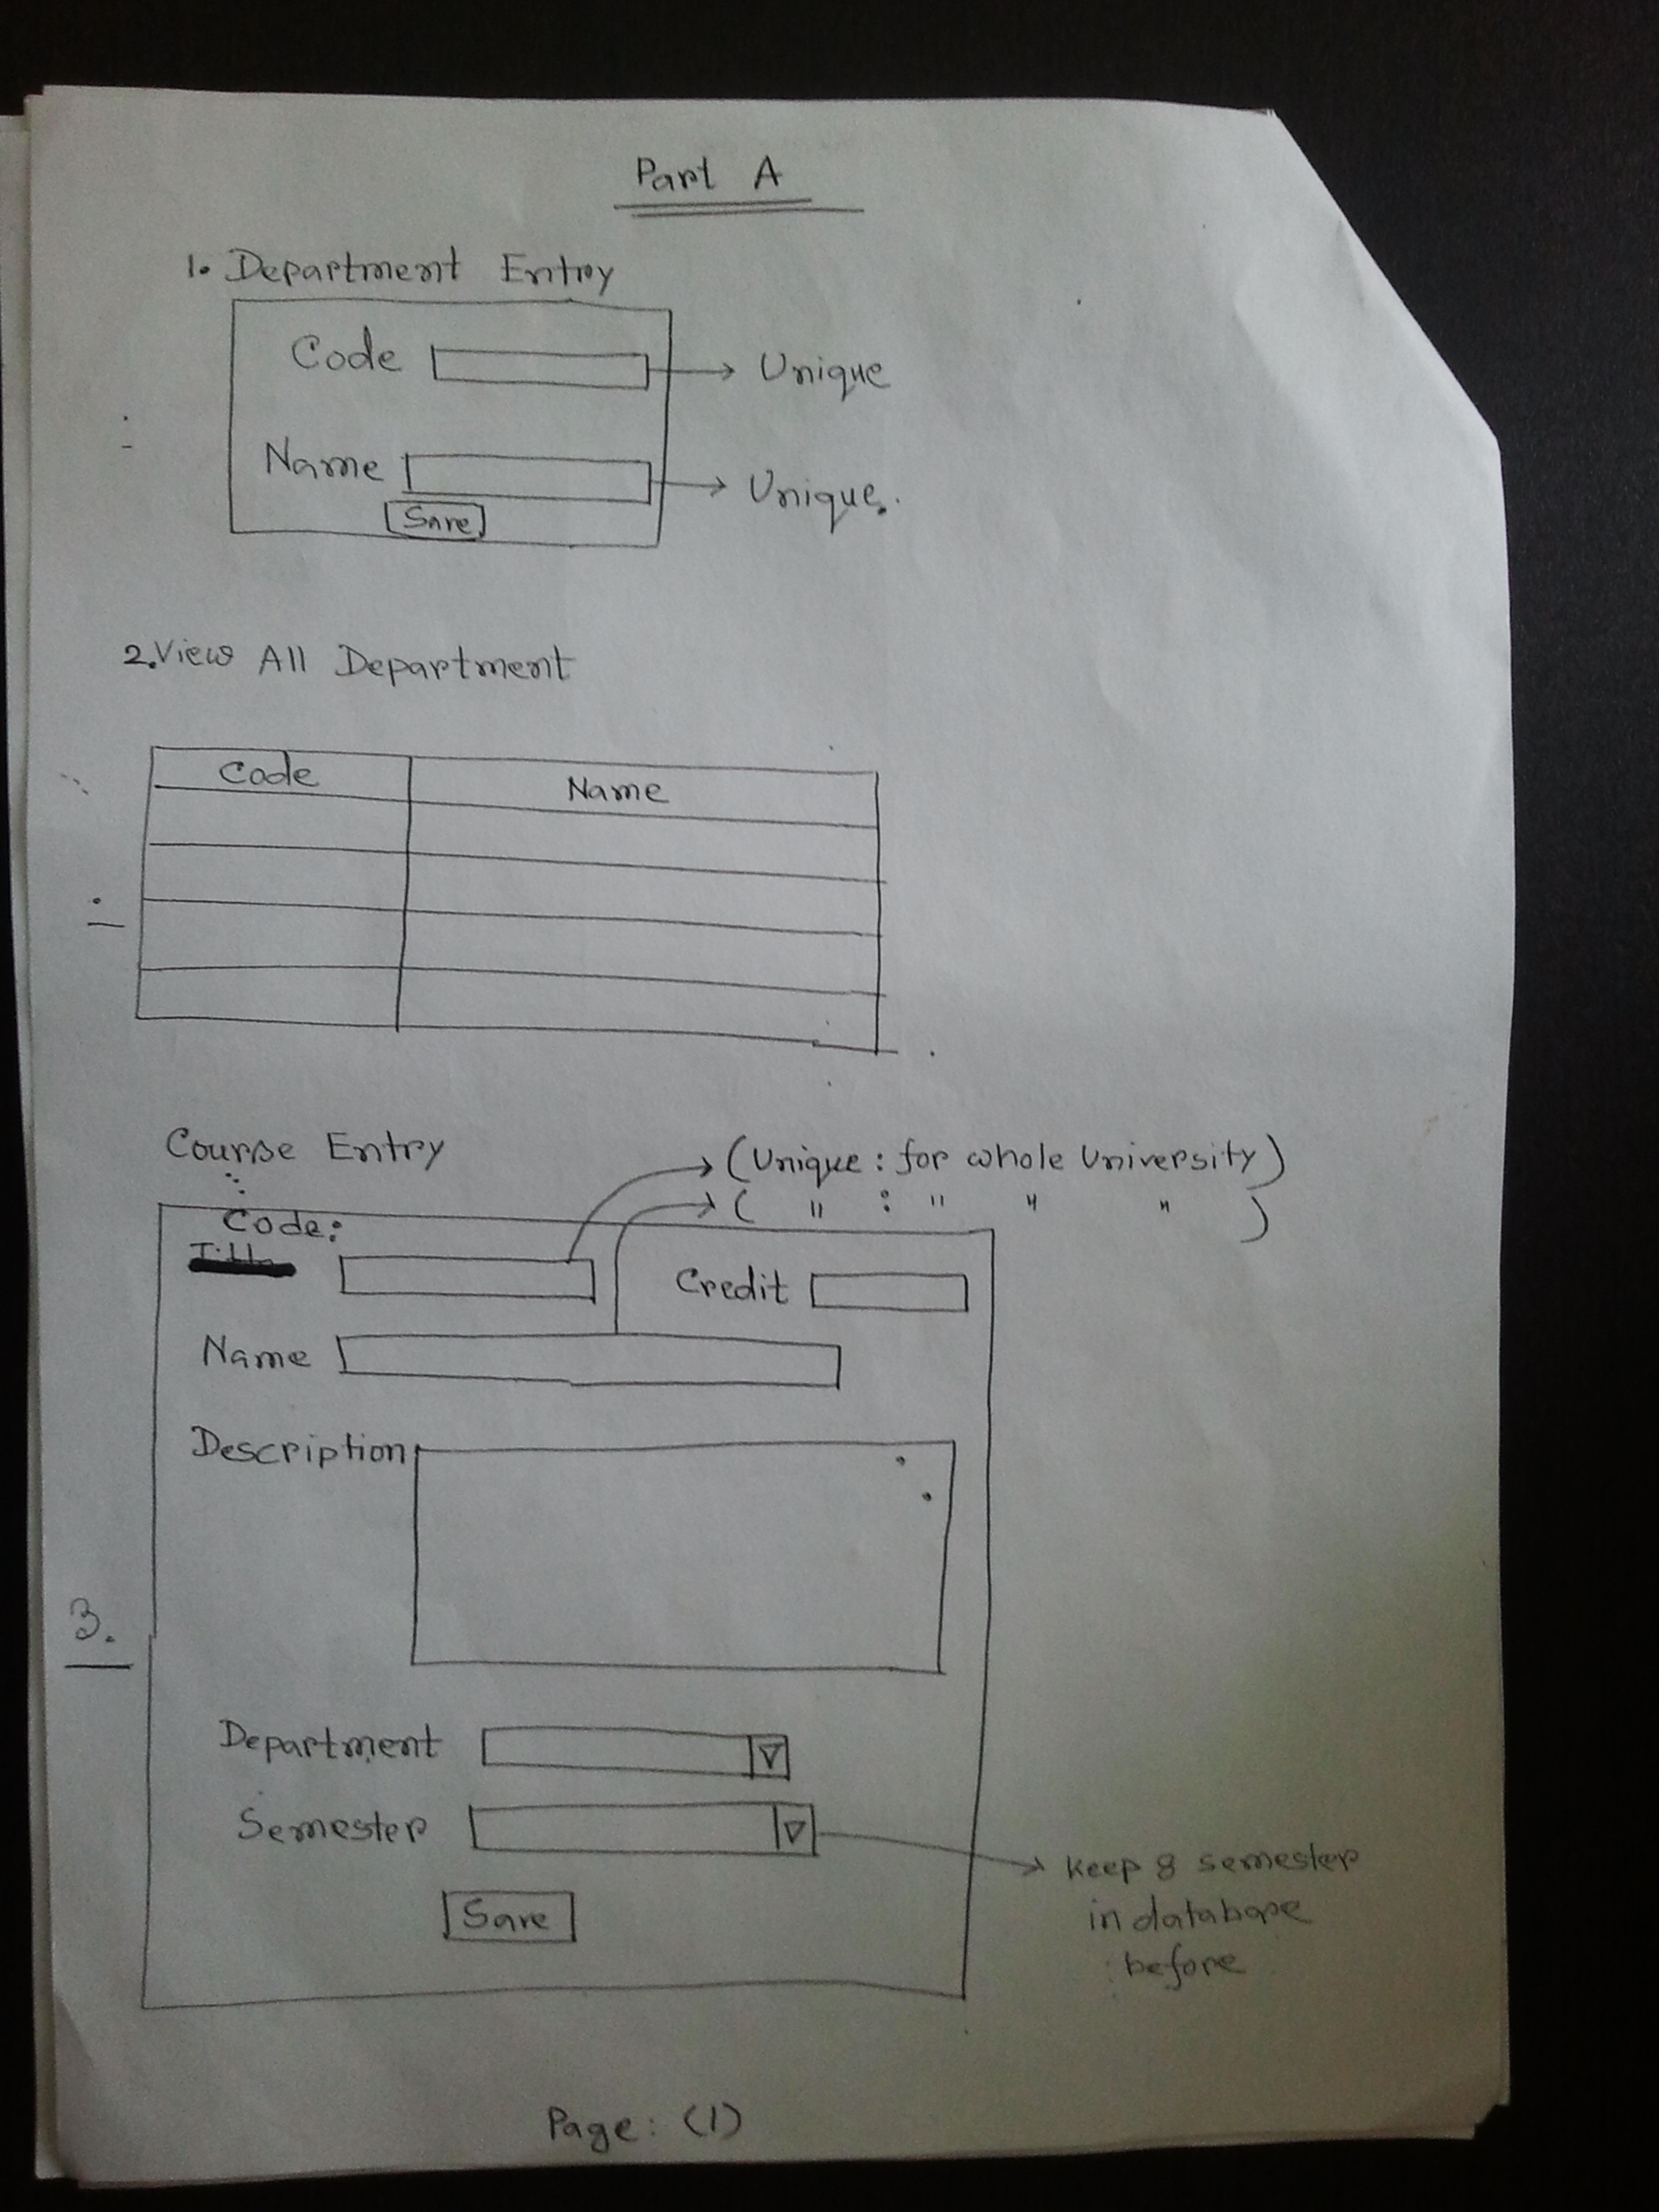 Part A
1. Department Entry
Code → Unique
Name → Unique.
Save
2. View All Department
Code Name
Course Entry → (Unique : for whole University)
→ ( " : " " " )
Code:
Credit
Name
Description
3.
Department
Semester → keep 8 semester
in database
before
Save
Page: (1)